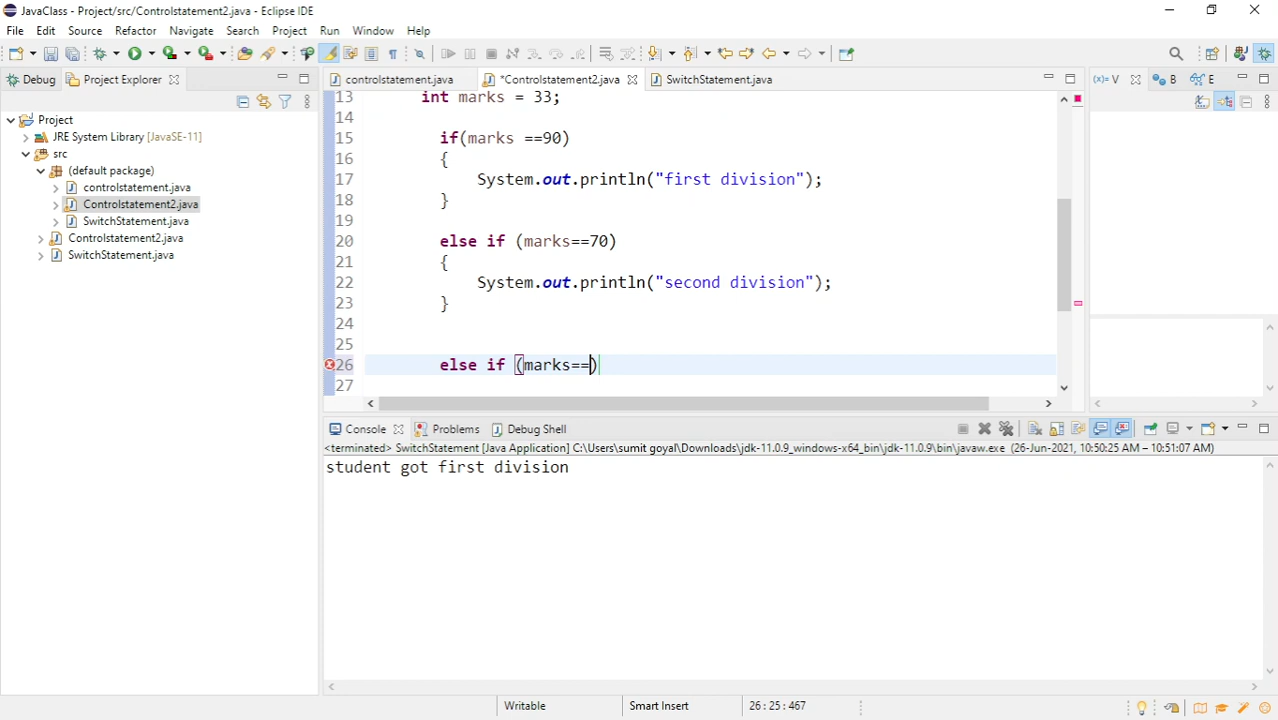 JavaClass - Project/src/Controlstatement2.java - Eclipse IDE
File Edit Source Refactor Navigate Search Project Run Window Help
Debug Project Explorer
controlstatement.java *Controlstatement2.java SwitchStatement.java
(x)= V B E
Project
JRE System Library [JavaSE-11]
src
(default package)
controlstatement.java
Controlstatement2.java
SwitchStatement.java
Controlstatement2.java
SwitchStatement.java
13 int marks = 33;
14
15 if(marks ==90)
16 {
17 System.out.println("first division");
18 }
19
20 else if (marks==70)
21 {
22 System.out.println("second division");
23 }
24
25
26 else if (marks==)
27
Console Problems Debug Shell
<terminated> SwitchStatement [Java Application] C:\Users\sumit goyal\Downloads\jdk-11.0.9_windows-x64_bin\jdk-11.0.9\bin\javaw.exe (26-Jun-2021, 10:50:25 AM – 10:51:07 AM)
student got first division
Writable Smart Insert 26 : 25 : 467